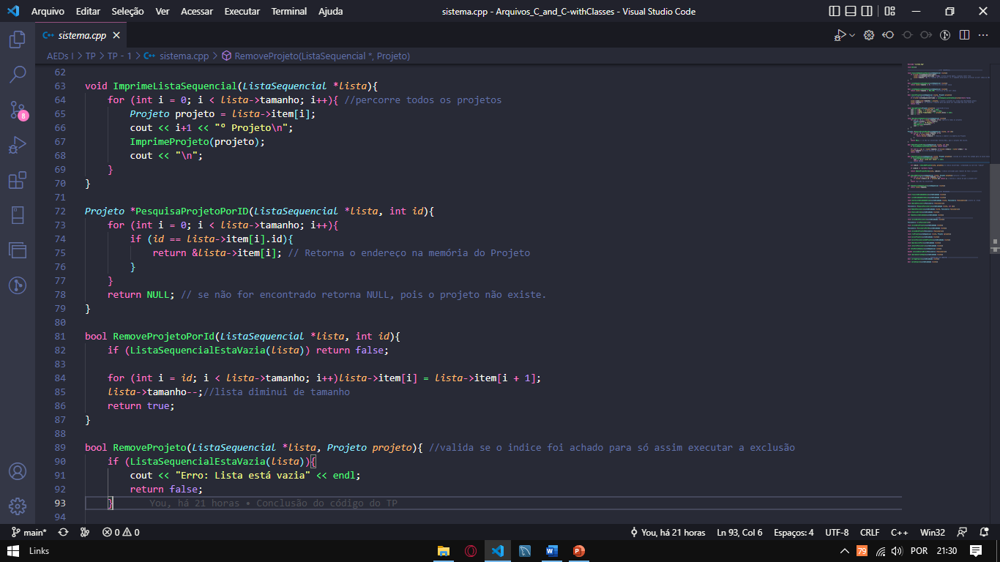 Arquivo Editar Seleção Ver Acessar Executar Terminal Ajuda sistema.cpp - Arquivos_C_and_C-withClasses - Visual Studio Code
C++ sistema.cpp
AEDs I > TP > TP - 1 > C++ sistema.cpp > RemoveProjeto(ListaSequencial *, Projeto)
62
63 void ImprimeListaSequencial(ListaSequencial *lista){
64 for (int i = 0; i < lista->tamanho; i++){ //percorre todos os projetos
65 Projeto projeto = lista->item[i];
66 cout << i+1 << "º Projeto\n";
67 ImprimeProjeto(projeto);
68 cout << "\n";
69 }
70 }
71
72 Projeto *PesquisaProjetoPorID(ListaSequencial *lista, int id){
73 for (int i = 0; i < lista->tamanho; i++){
74 if (id == lista->item[i].id){
75 return &lista->item[i]; // Retorna o endereço na memória do Projeto
76 }
77 }
78 return NULL; // se não for encontrado retorna NULL, pois o projeto não existe.
79 }
80
81 bool RemoveProjetoPorId(ListaSequencial *lista, int id){
82 if (ListaSequencialEstaVazia(lista)) return false;
83
84 for (int i = id; i < lista->tamanho; i++)lista->item[i] = lista->item[i + 1];
85 lista->tamanho--;//lista diminui de tamanho
86 return true;
87 }
88
89 bool RemoveProjeto(ListaSequencial *lista, Projeto projeto){ //valida se o indice foi achado para só assim executar a exclusão
90 if (ListaSequencialEstaVazia(lista)){
91 cout << "Erro: Lista está vazia" << endl;
92 return false;
93 } You, há 21 horas • Conclusão do código do TP
94
main* 0 0 You, há 21 horas Ln 93, Col 6 Espaços: 4 UTF-8 CRLF C++ Win32
Links 79 POR 21:30